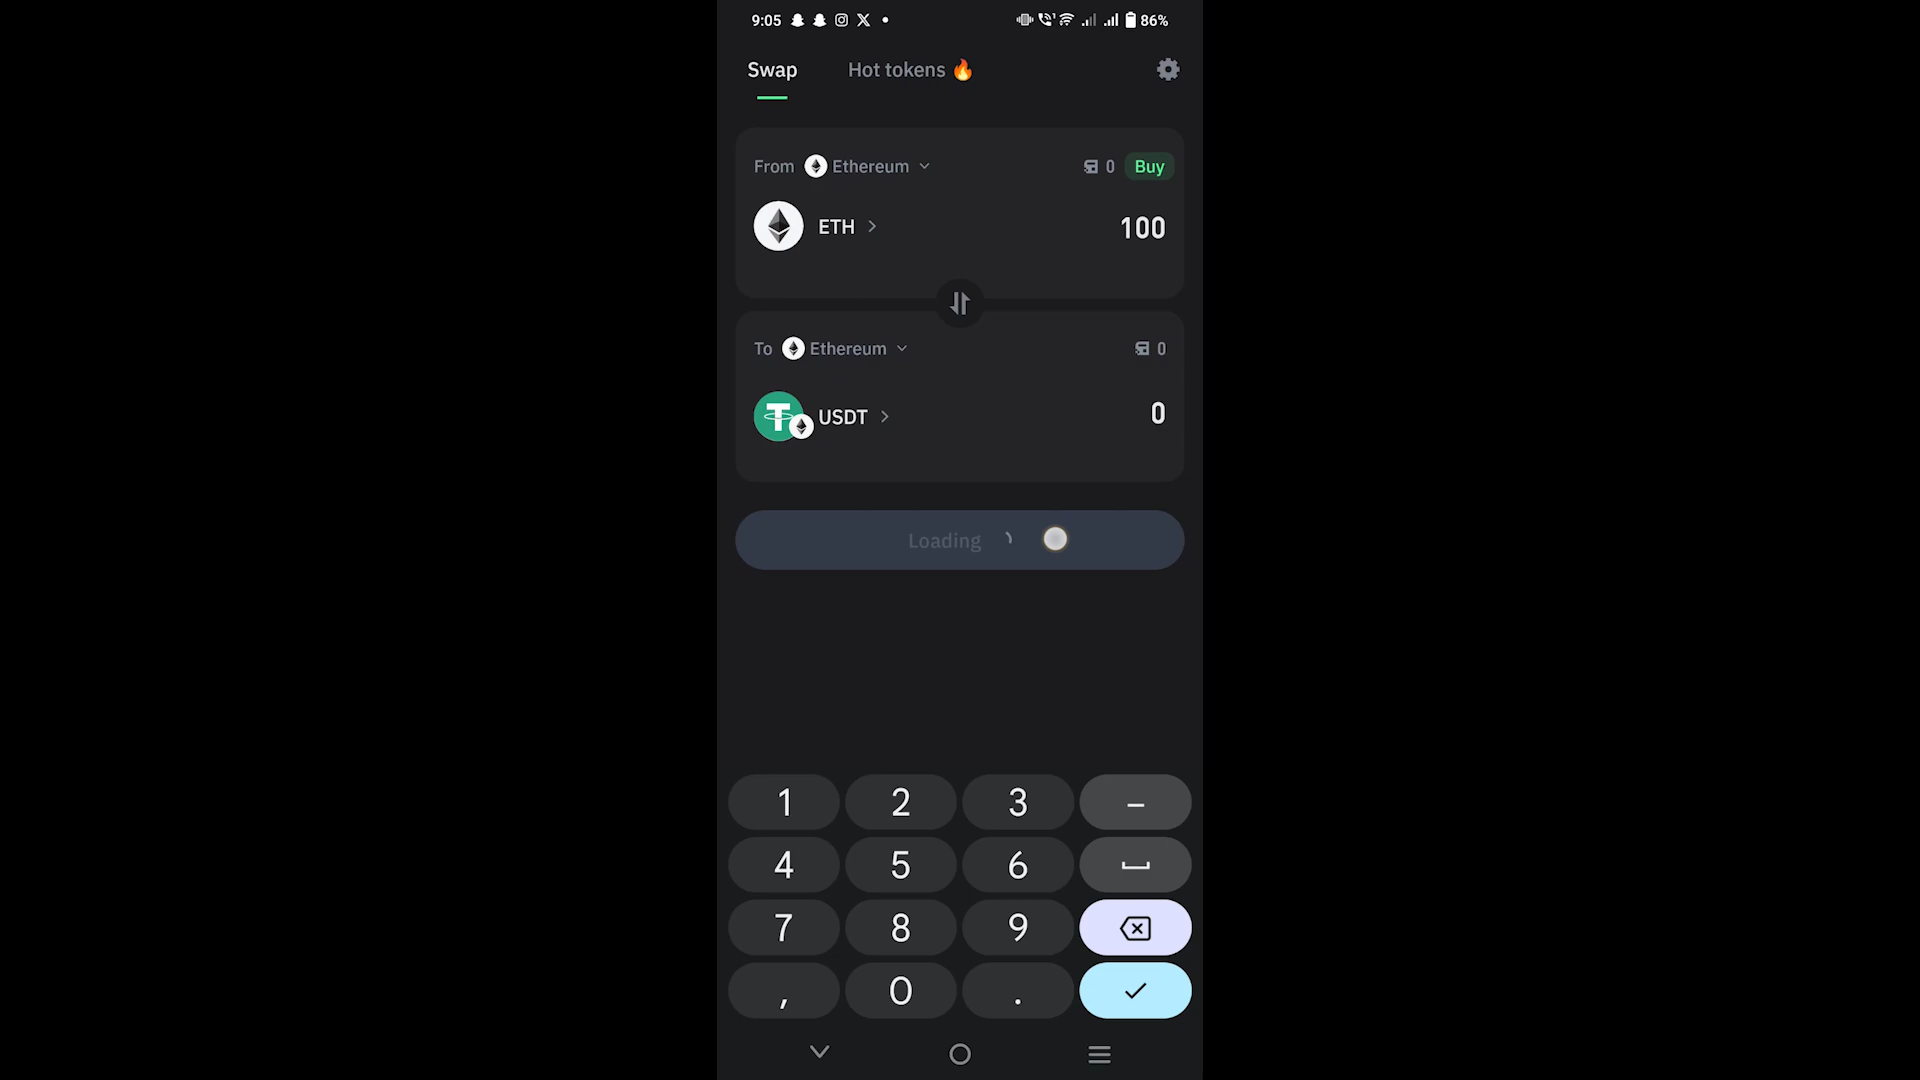 9:05 86%
Swap Hot tokens 🔥
From Ethereum 0 Buy
ETH 100
To Ethereum 0
USDT 0
Loading
1 2 3 –
4 5 6
7 8 9
, 0 .